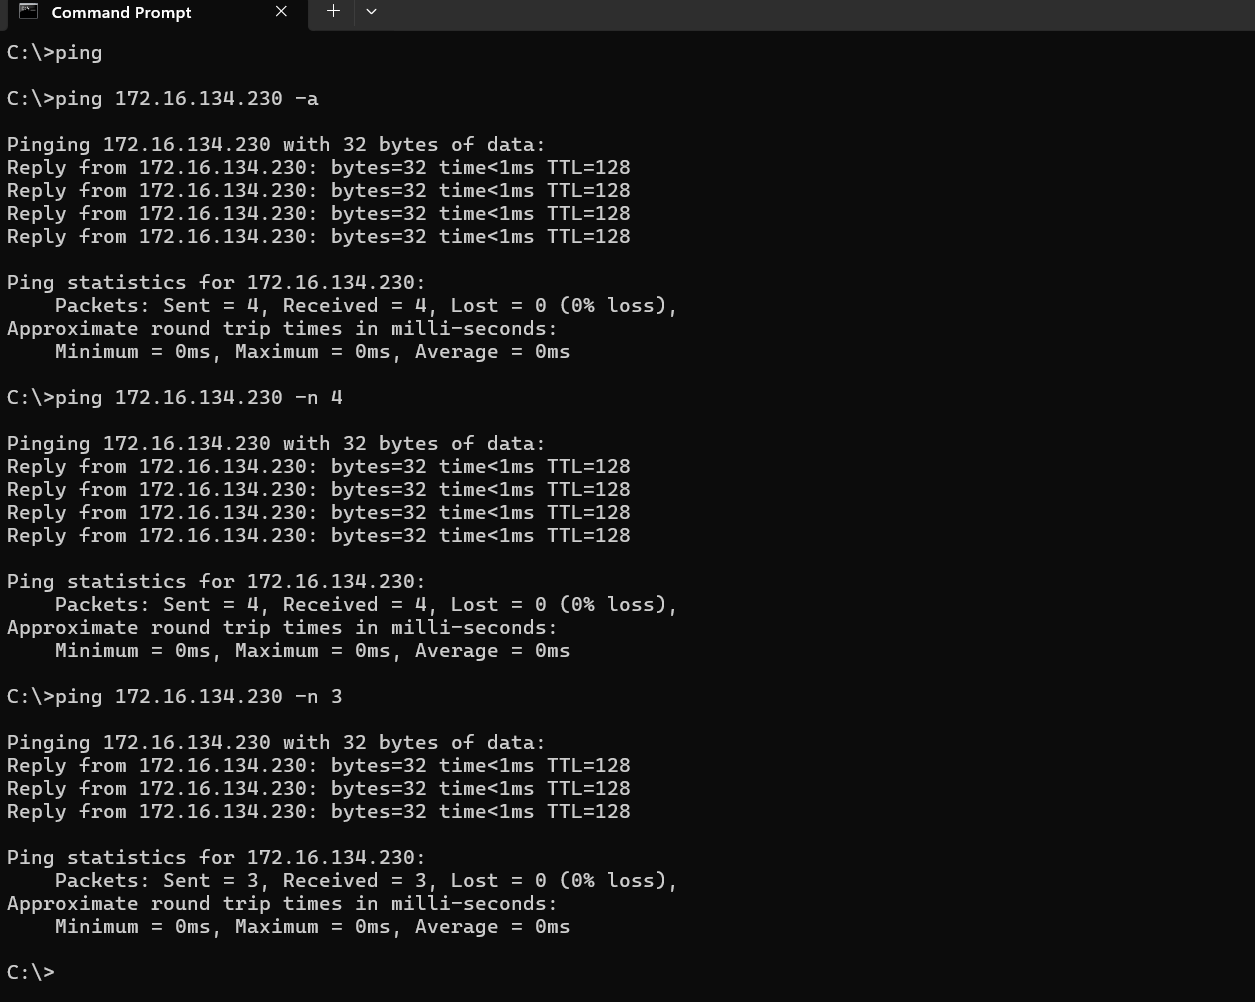 Command Prompt
C:\>ping
C:\>ping 172.16.134.230 -a
Pinging 172.16.134.230 with 32 bytes of data:
Reply from 172.16.134.230: bytes=32 time<1ms TTL=128
Reply from 172.16.134.230: bytes=32 time<1ms TTL=128
Reply from 172.16.134.230: bytes=32 time<1ms TTL=128
Reply from 172.16.134.230: bytes=32 time<1ms TTL=128
Ping statistics for 172.16.134.230:
    Packets: Sent = 4, Received = 4, Lost = 0 (0% loss),
Approximate round trip times in milli-seconds:
    Minimum = 0ms, Maximum = 0ms, Average = 0ms
C:\>ping 172.16.134.230 -n 4
Pinging 172.16.134.230 with 32 bytes of data:
Reply from 172.16.134.230: bytes=32 time<1ms TTL=128
Reply from 172.16.134.230: bytes=32 time<1ms TTL=128
Reply from 172.16.134.230: bytes=32 time<1ms TTL=128
Reply from 172.16.134.230: bytes=32 time<1ms TTL=128
Ping statistics for 172.16.134.230:
    Packets: Sent = 4, Received = 4, Lost = 0 (0% loss),
Approximate round trip times in milli-seconds:
    Minimum = 0ms, Maximum = 0ms, Average = 0ms
C:\>ping 172.16.134.230 -n 3
Pinging 172.16.134.230 with 32 bytes of data:
Reply from 172.16.134.230: bytes=32 time<1ms TTL=128
Reply from 172.16.134.230: bytes=32 time<1ms TTL=128
Reply from 172.16.134.230: bytes=32 time<1ms TTL=128
Ping statistics for 172.16.134.230:
    Packets: Sent = 3, Received = 3, Lost = 0 (0% loss),
Approximate round trip times in milli-seconds:
    Minimum = 0ms, Maximum = 0ms, Average = 0ms
C:\>